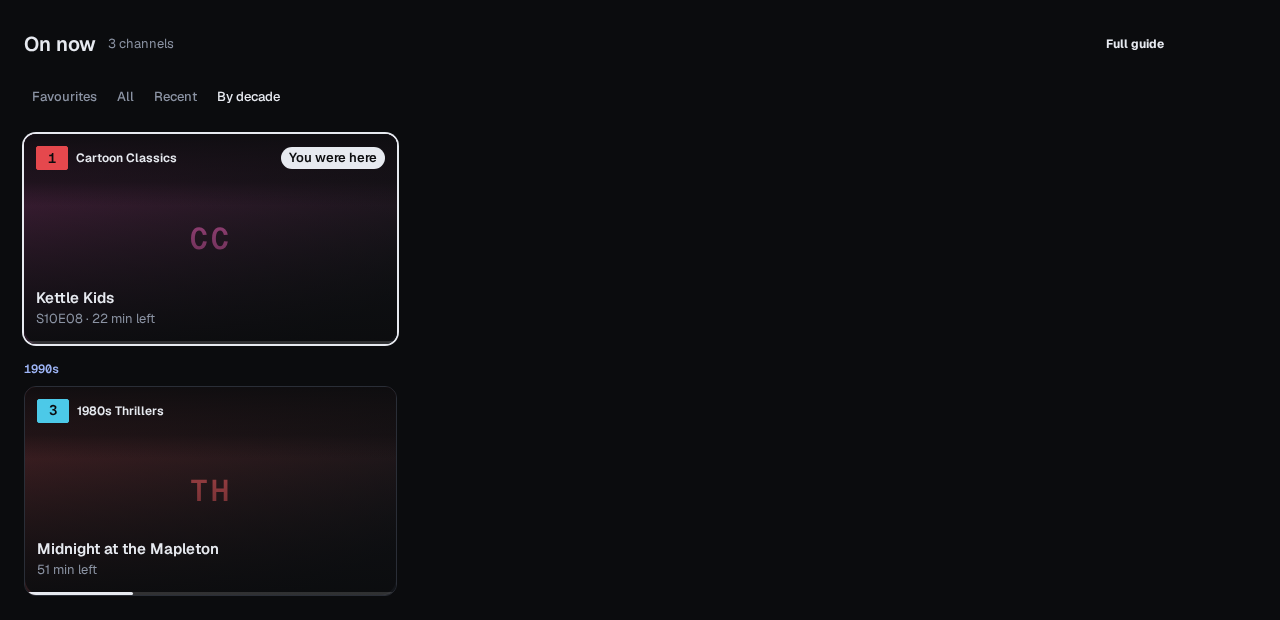 On now 3 channels Full guide
Favourites All Recent By decade
1 Cartoon Classics You were here
CC
Kettle Kids
S10E08 · 22 min left
1990s
3 1980s Thrillers
TH
Midnight at the Mapleton
51 min left